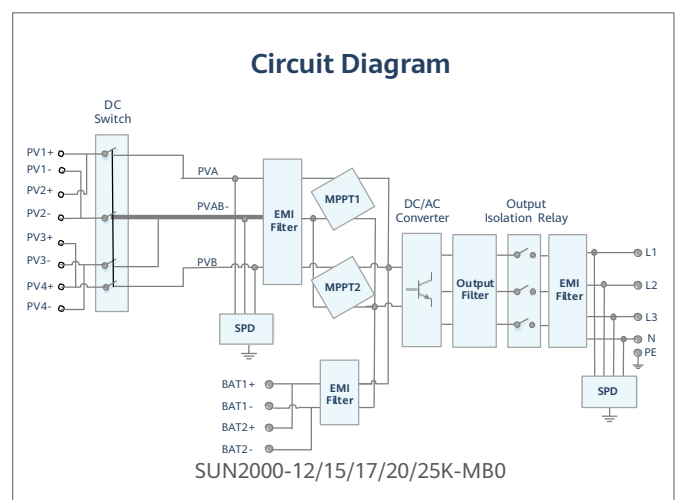 Circuit Diagram
DC
Switch
PV1+
PV1-
PV2+
PV2-
PV3+
PV3-
PV4+
PV4-
PVA
PVAB-
PVB
EMI
Filter
MPPT1
MPPT2
SPD
DC/AC
Converter
Output
Filter
Output
Isolation Relay
EMI
Filter
L1
L2
L3
N
PE
SPD
BAT1+
BAT1-
BAT2+
BAT2-
EMI
Filter
SUN2000-12/15/17/20/25K-MB0